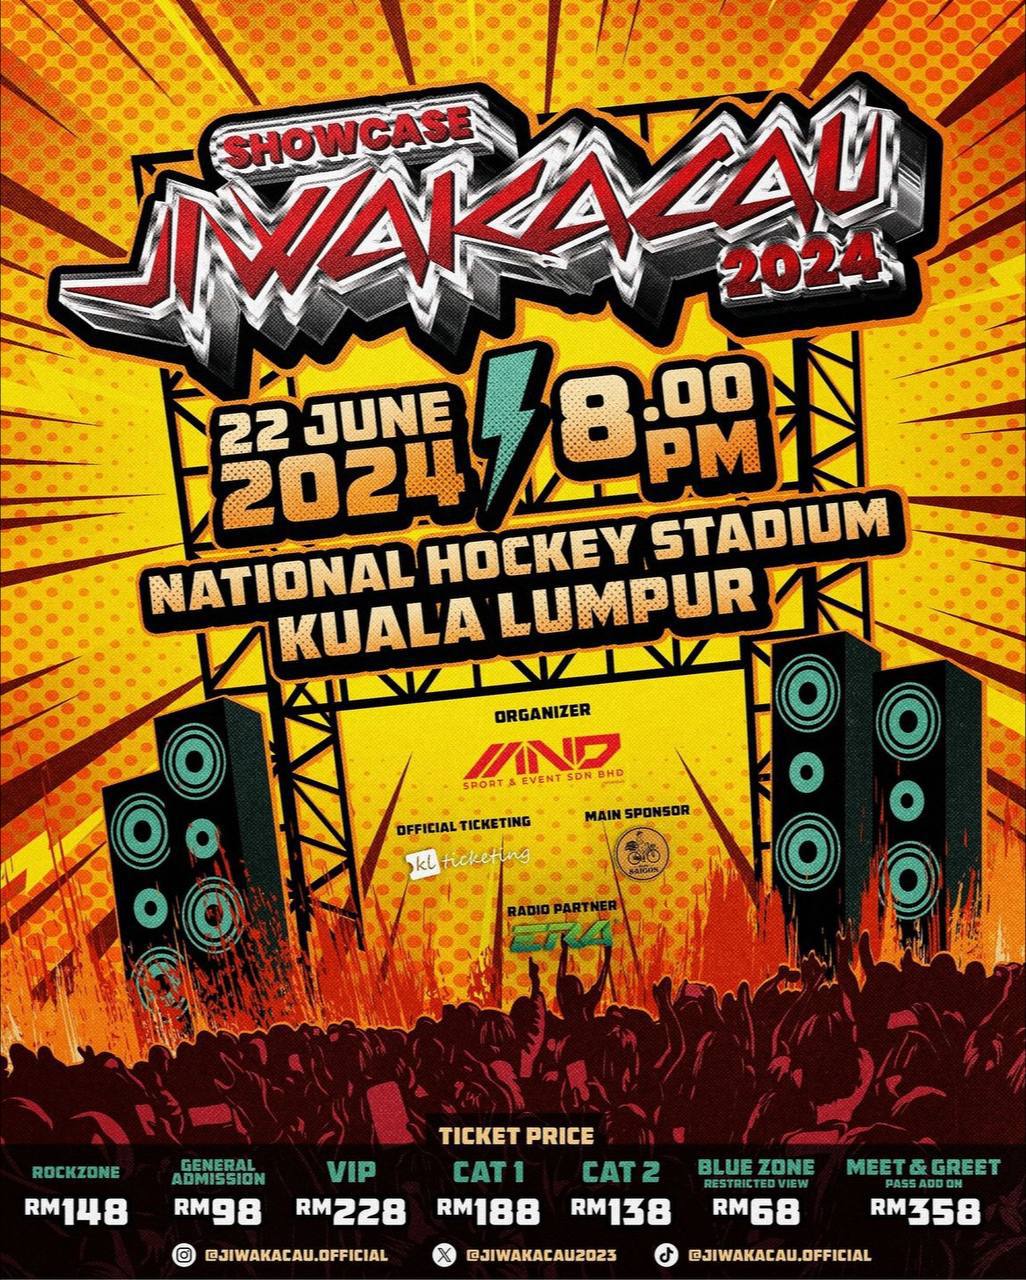 SHOWCASE
JIWAKACAU
2024
22 JUNE
2024
8.00
PM
NATIONAL HOCKEY STADIUM
KUALA LUMPUR
ORGANIZER
MND
SPORT & EVENT SDN BHD
OFFICIAL TICKETING
MAIN SPONSOR
kl ticketing
SAIGON
RADIO PARTNER
ERA
TICKET PRICE
ROCKZONE
RM148
GENERAL
ADMISSION
RM98
VIP
RM228
CAT 1
RM188
CAT 2
RM138
BLUE ZONE
RESTRICTED VIEW
RM68
MEET & GREET
PASS ADD ON
RM358
@JIWAKACAU.OFFICIAL
@JIWAKACAU2023
@JIWAKACAU.OFFICIAL